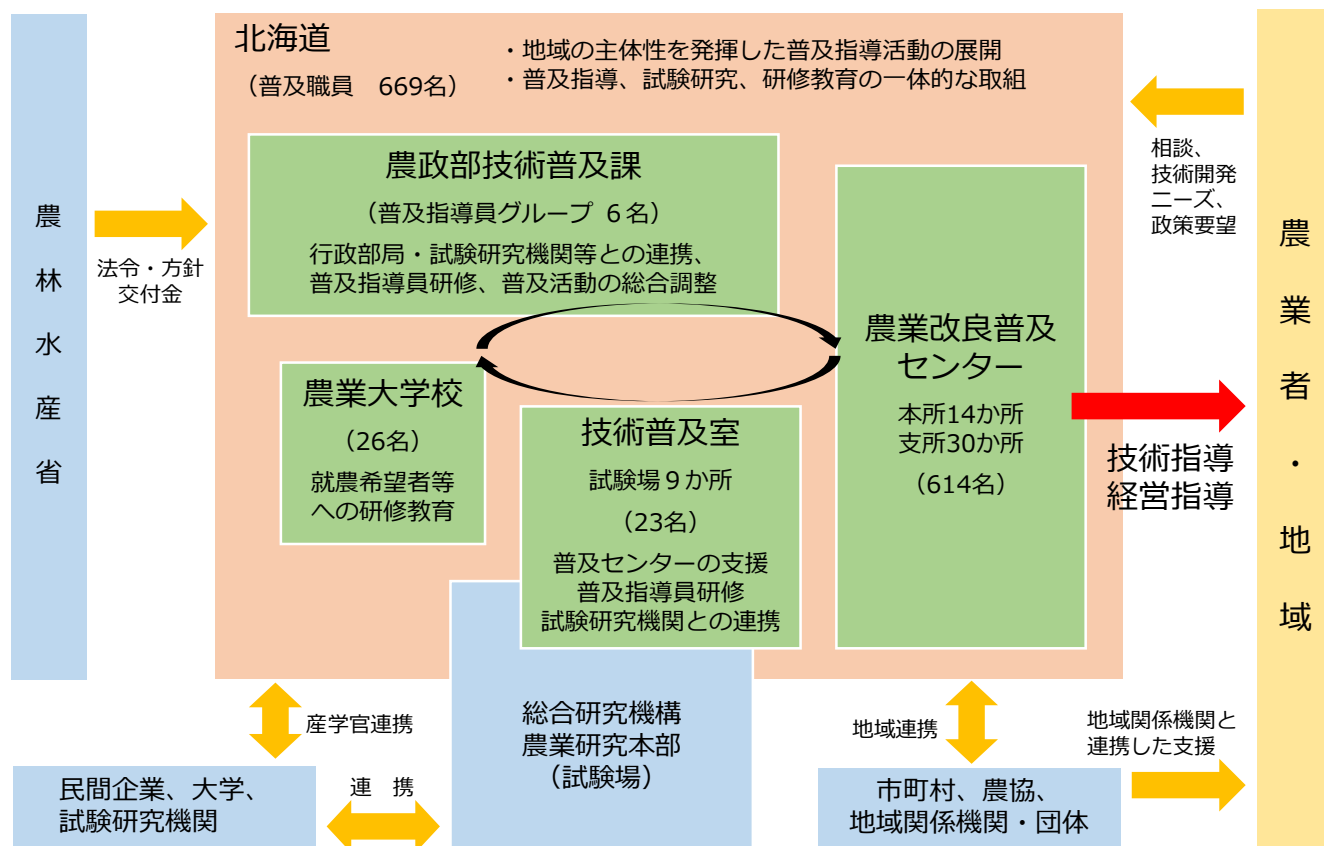 農林水産省
法令・方針
交付金
北海道
（普及職員　669名）
・地域の主体性を発揮した普及指導活動の展開
・普及指導、試験研究、研修教育の一体的な取組
農政部技術普及課
（普及指導員グループ ６名）
行政部局・試験研究機関等との連携、
普及指導員研修、普及活動の総合調整
農業大学校
（26名）
就農希望者等
への研修教育
技術普及室
試験場９か所
（23名）
普及センターの支援
普及指導員研修
試験研究機関との連携
農業改良普及
センター
本所14か所
支所30か所
（614名）
相談、
技術開発
ニーズ、
政策要望
技術指導
経営指導
農業者・地域
産学官連携
民間企業、大学、
試験研究機関
連　携
総合研究機構
農業研究本部
（試験場）
地域連携
市町村、農協、
地域関係機関・団体
地域関係機関と
連携した支援